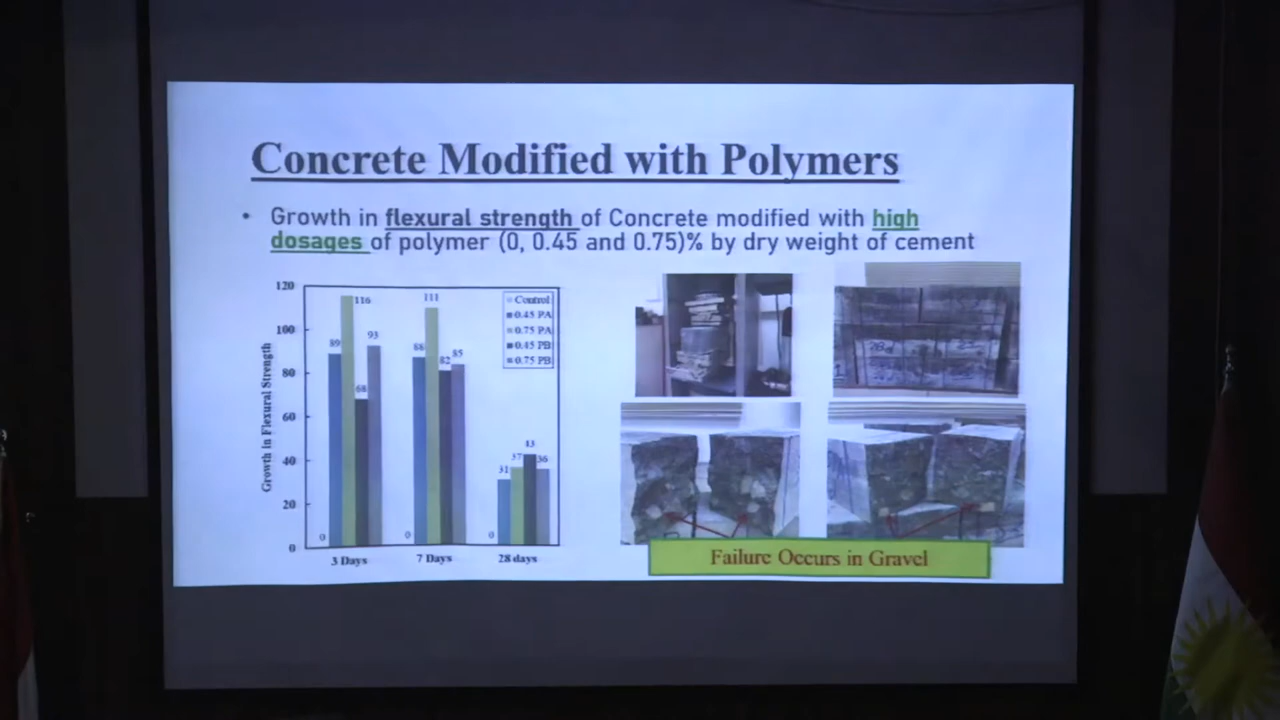 Concrete Modified with Polymers
• Growth in flexural strength of Concrete modified with high
dosages of polymer (0, 0.45 and 0.75)% by dry weight of cement
Growth in Flexural Strength
120
100
80
60
40
20
0
Control
0.45 PA
0.75 PA
0.45 PB
0.75 PB
0 89 116 68 93
0 88 111 82 85
0 31 37 43 36
3 Days 7 Days 28 days
Failure Occurs in Gravel